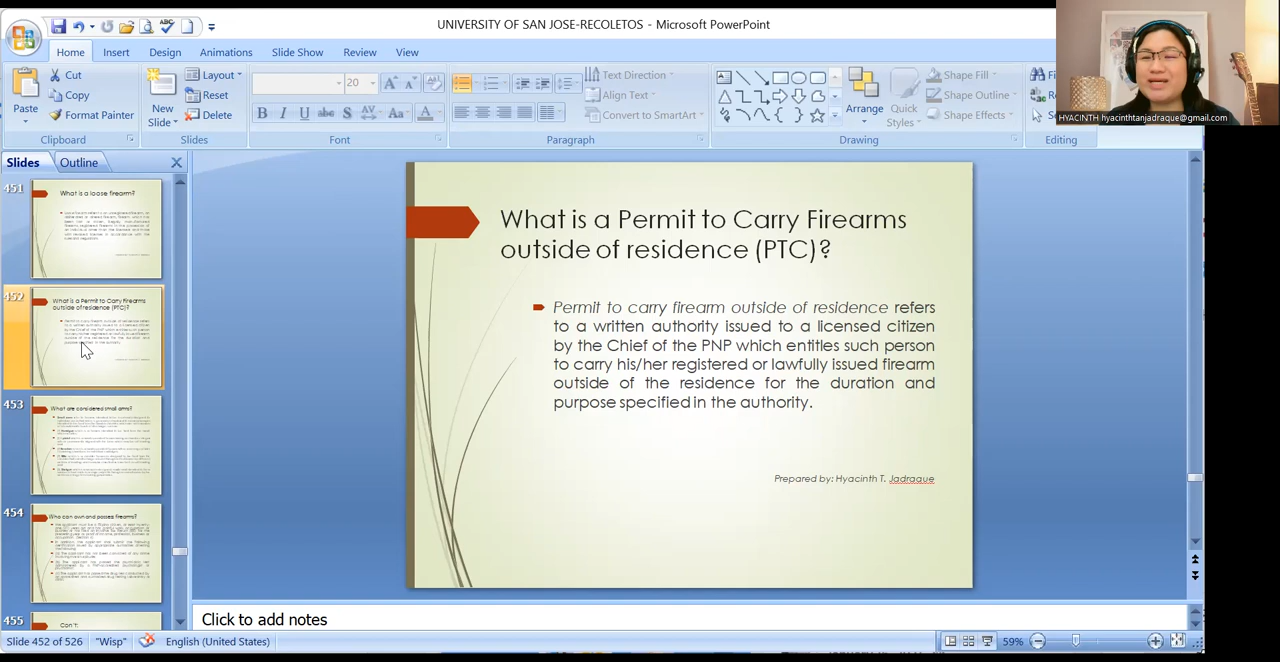 UNIVERSITY OF SAN JOSE-RECOLETOS - Microsoft PowerPoint
Home Insert Design Animations Slide Show Review View
Paste
Cut
Copy
Format Painter
Clipboard
New Slide
Layout
Reset
Delete
Slides
20
Font
Text Direction
Align Text
Convert to SmartArt
Paragraph
Arrange
Quick Styles
Shape Fill
Shape Outline
Shape Effects
Drawing
Editing
HYACINTH hyacinthtanjadraque@gmail.com
Slides Outline
451
What is a loose firearm?
452
What is a Permit to Carry Firearms
outside of residence (PTC)?
453
What are considered small arms?
454
Who can own and possess firearms?
455
Con't:
What is a Permit to Carry Firearms
outside of residence (PTC)?
Permit to carry firearm outside of residence refers
to a written authority issued to a licensed citizen
by the Chief of the PNP which entitles such person
to carry his/her registered or lawfully issued firearm
outside of the residence for the duration and
purpose specified in the authority.
Prepared by: Hyacinth T. Jadraque
Click to add notes
Slide 452 of 526 "Wisp" English (United States) 59%